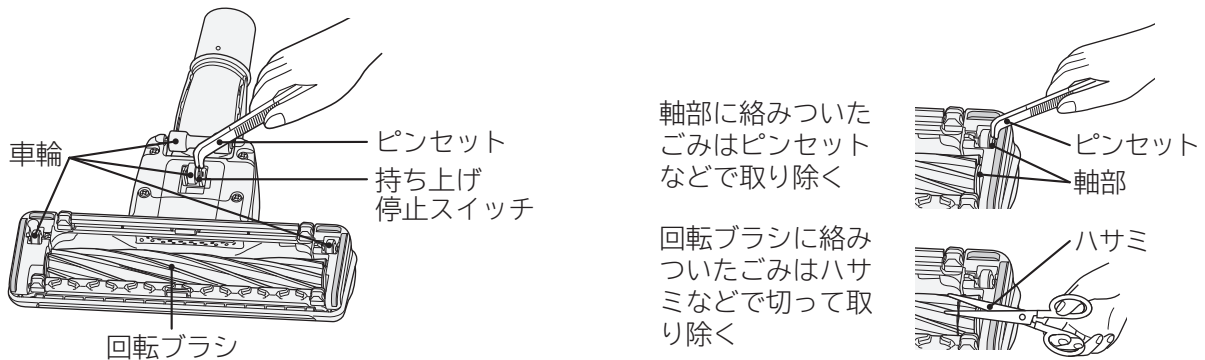 車輪
ピンセット
持ち上げ
停止スイッチ
回転ブラシ
軸部に絡みついた
ごみはピンセット
などで取り除く
ピンセット
軸部
回転ブラシに絡み
ついたごみはハサ
ミなどで切って取
り除く
ハサミ